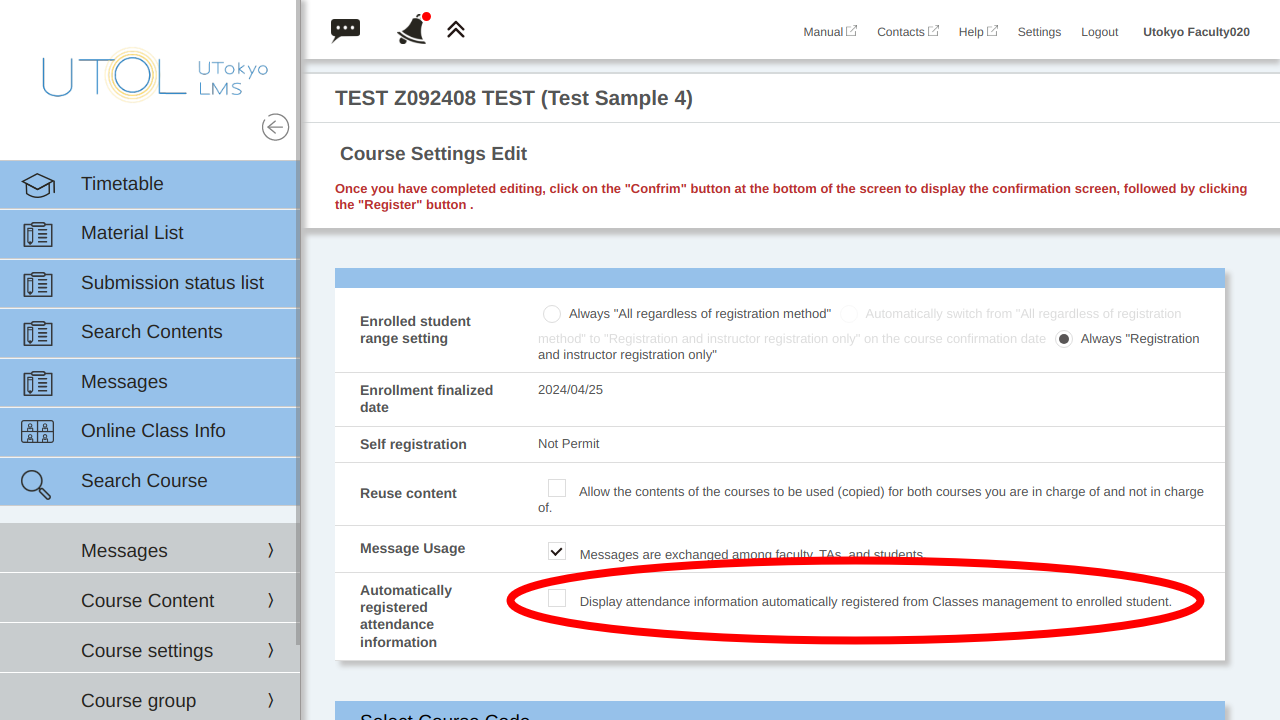 UTOL UTokyo LMS
Manual Contacts Help Settings Logout Utokyo Faculty020
Timetable
Material List
Submission status list
Search Contents
Messages
Online Class Info
Search Course
Messages
Course Content
Course settings
Course group
TEST Z092408 TEST (Test Sample 4)
Course Settings Edit
Once you have completed editing, click on the "Confrim" button at the bottom of the screen to display the confirmation screen, followed by clicking
the "Register" button .
Enrolled student
range setting
Always "All regardless of registration method" Automatically switch from "All regardless of registration
method" to "Registration and instructor registration only" on the course confirmation date Always "Registration
and instructor registration only"
Enrollment finalized
date
2024/04/25
Self registration
Not Permit
Reuse content
Allow the contents of the courses to be used (copied) for both courses you are in charge of and not in charge
of.
Message Usage
Messages are exchanged among faculty, TAs, and students.
Automatically
registered
attendance
information
Display attendance information automatically registered from Classes management to enrolled student.
Select Course Code